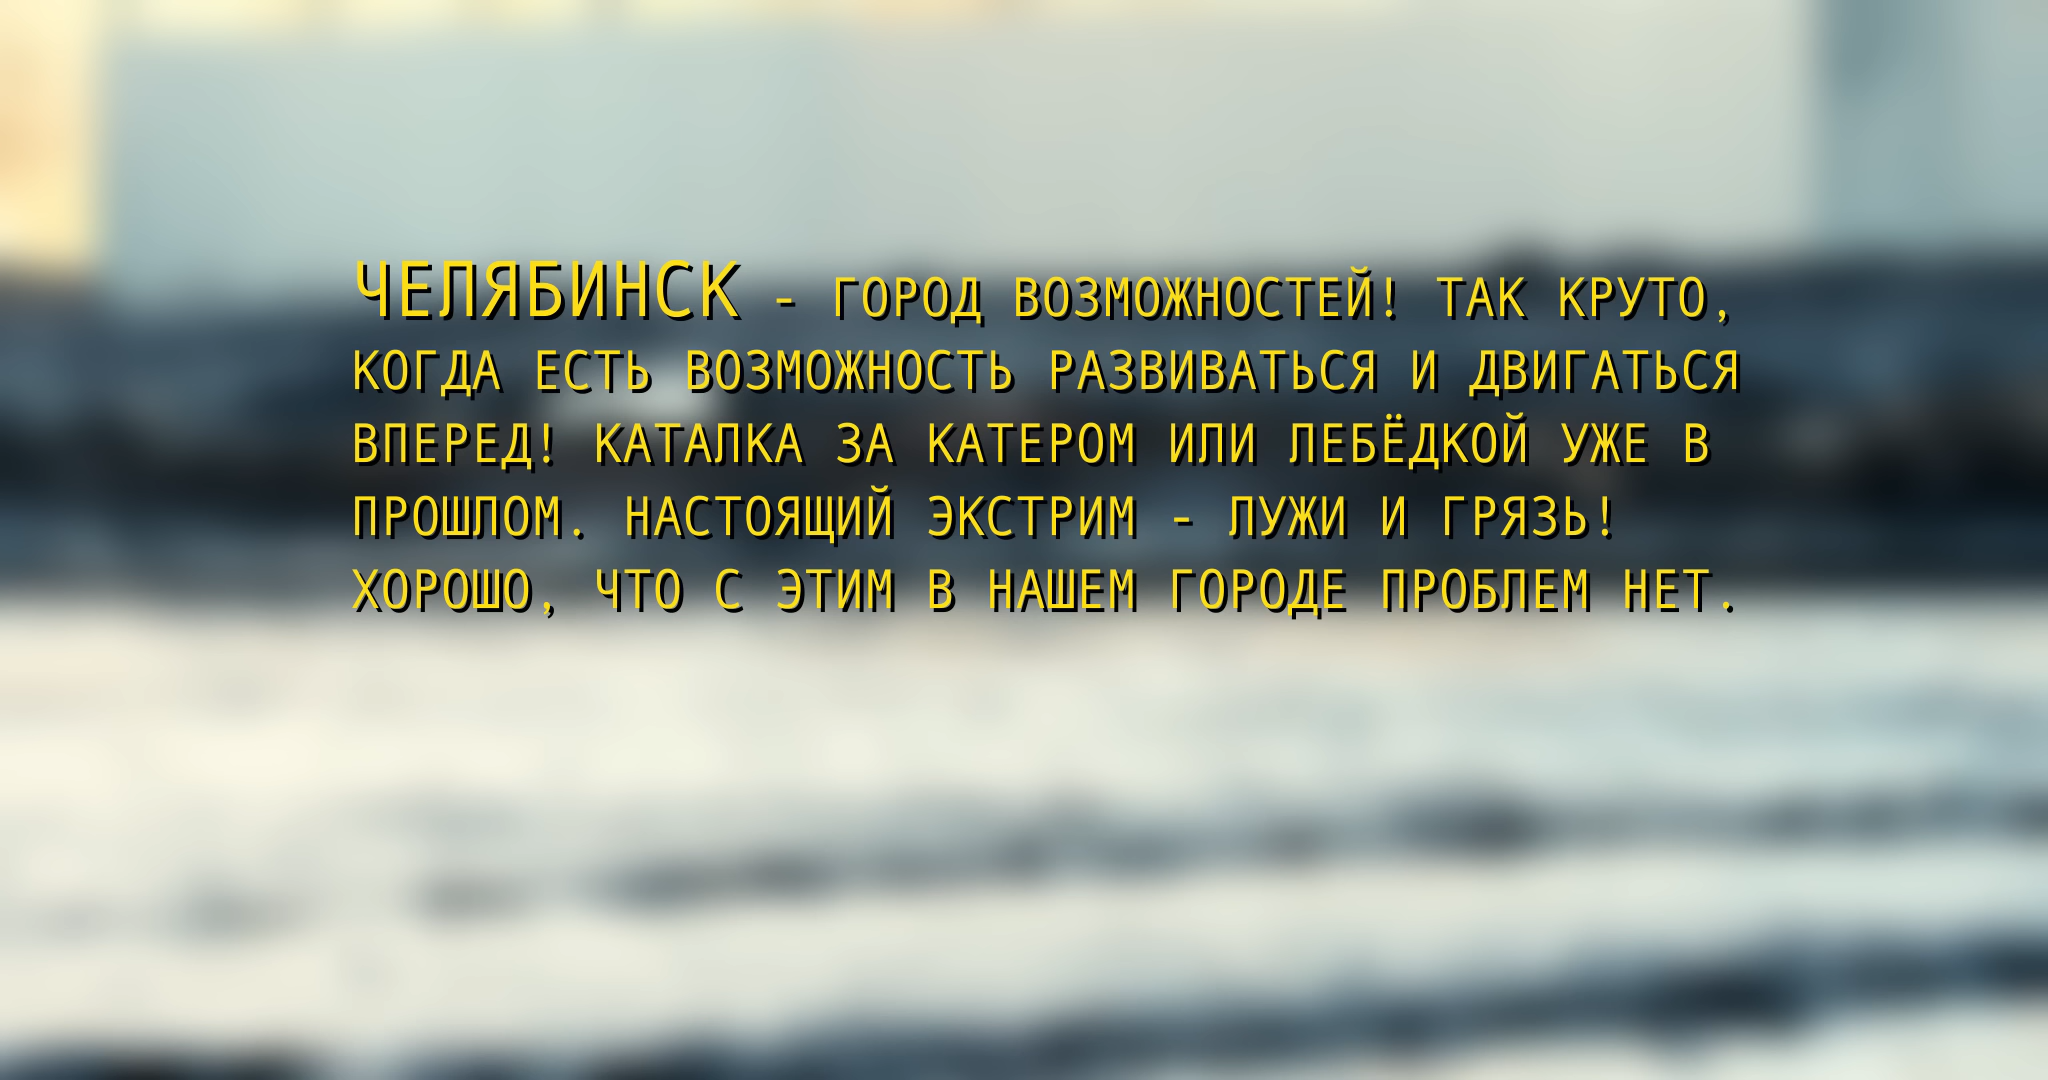 ЧЕЛЯБИНСК - ГОРОД ВОЗМОЖНОСТЕЙ! ТАК КРУТО,
КОГДА ЕСТЬ ВОЗМОЖНОСТЬ РАЗВИВАТЬСЯ И ДВИГАТЬСЯ
ВПЕРЕД! КАТАЛКА ЗА КАТЕРОМ ИЛИ ЛЕБЁДКОЙ УЖЕ В
ПРОШЛОМ. НАСТОЯЩИЙ ЭКСТРИМ - ЛУЖИ И ГРЯЗЬ!
ХОРОШО, ЧТО С ЭТИМ В НАШЕМ ГОРОДЕ ПРОБЛЕМ НЕТ.